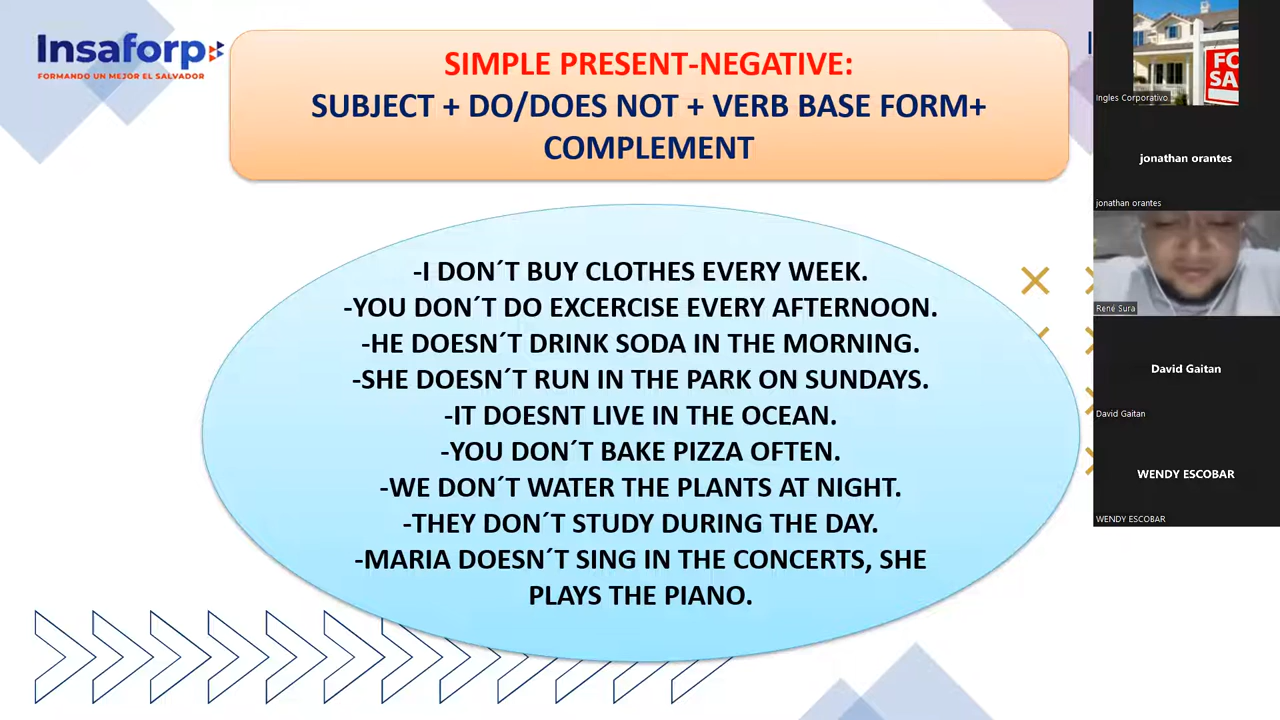 Insaforp
FORMANDO UN MEJOR EL SALVADOR
SIMPLE PRESENT-NEGATIVE:
SUBJECT + DO/DOES NOT + VERB BASE FORM+
COMPLEMENT
-I DON´T BUY CLOTHES EVERY WEEK.
-YOU DON´T DO EXCERCISE EVERY AFTERNOON.
-HE DOESN´T DRINK SODA IN THE MORNING.
-SHE DOESN´T RUN IN THE PARK ON SUNDAYS.
-IT DOESNT LIVE IN THE OCEAN.
-YOU DON´T BAKE PIZZA OFTEN.
-WE DON´T WATER THE PLANTS AT NIGHT.
-THEY DON´T STUDY DURING THE DAY.
-MARIA DOESN´T SING IN THE CONCERTS, SHE
PLAYS THE PIANO.
FO
SA
Ingles Corporativo
jonathan orantes
jonathan orantes
René Sura
David Gaitan
David Gaitan
WENDY ESCOBAR
WENDY ESCOBAR